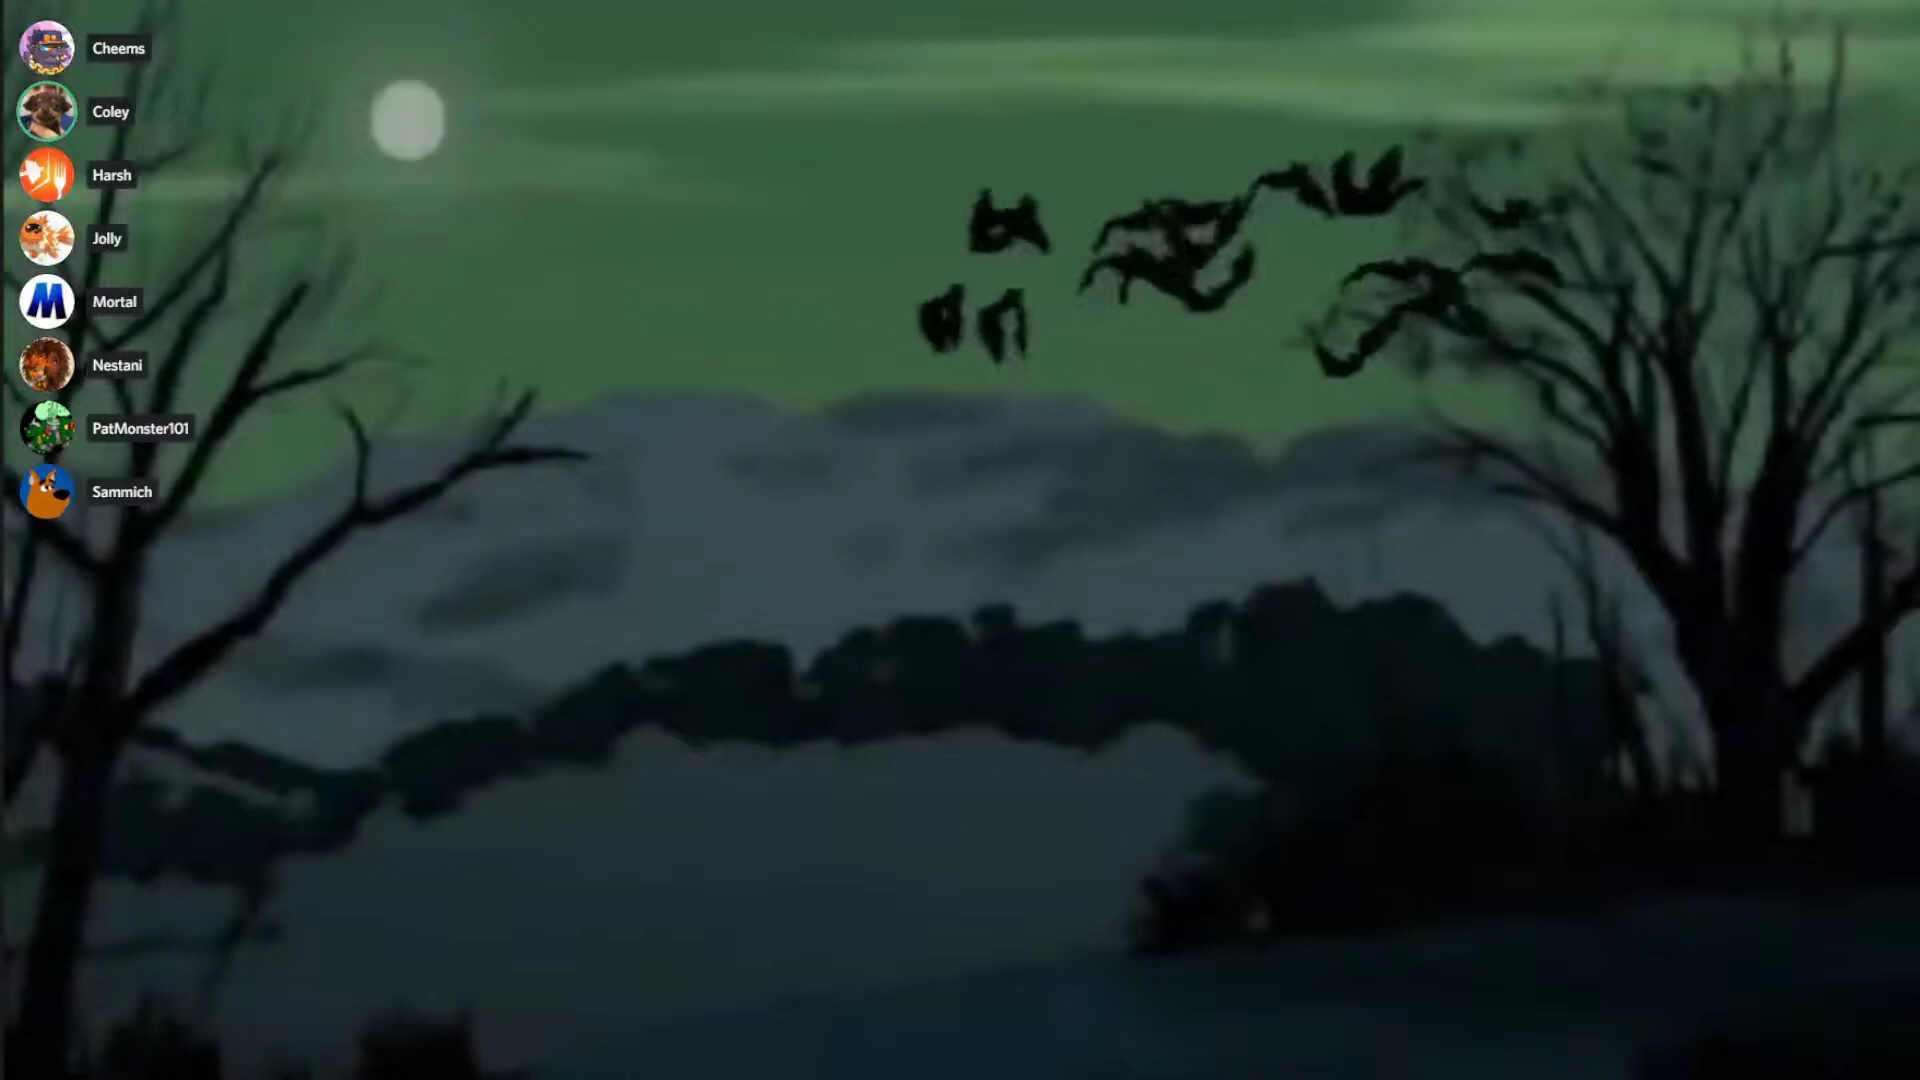 Cheems
Coley
Harsh
Jolly
M
Mortal
Nestani
PatMonster101
Sammich